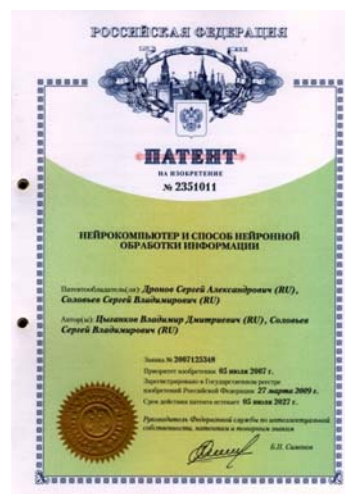 РОССИЙСКАЯ ФЕДЕРАЦИЯ
ПАТЕНТ
НА ИЗОБРЕТЕНИЕ
№ 2351011
НЕЙРОКОМПЬЮТЕР И СПОСОБ НЕЙРОННОЙ
ОБРАБОТКИ ИНФОРМАЦИИ
Патентообладатель(ли): Дронов Сергей Александрович (RU),
Соловьев Сергей Владимирович (RU)
Автор(ы): Цыганков Владимир Дмитриевич (RU), Соловьев
Сергей Владимирович (RU)
Заявка № 2007125348
Приоритет изобретения 05 июля 2007 г.
Зарегистрировано в Государственном реестре
изобретений Российской Федерации 27 марта 2009 г.
Срок действия патента истекает 05 июля 2027 г.
Руководитель Федеральной службы по интеллектуальной
собственности, патентам и товарным знакам
Б.П. Симонов